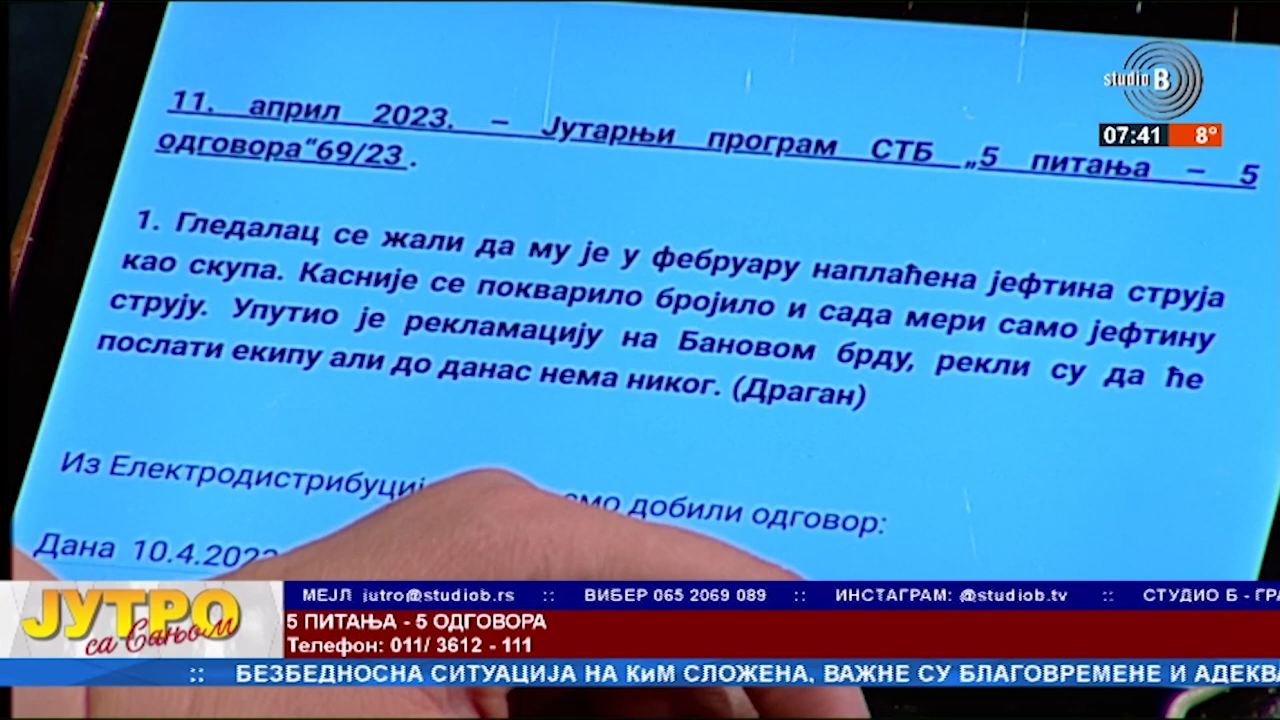 studio B
07:41 8°
11. април 2023. – Јутарњи програм СТБ „5 питања – 5
одговора“69/23 .
1. Гледалац се жали да му је у фебруару наплаћена јефтина струја
као скупа. Касније се покварило бројило и сада мери само јефтину
струју. Упутио је рекламацију на Бановом брду, рекли су да ће
послати екипу али до данас нема никог. (Драган)
Из Електродистрибуциј добили одговор:
Дана 10.4.2023
ЈУТРО
са Сањом
МЕЈЛ jutro@studiob.rs :: ВИБЕР 065 2069 089 :: ИНСТАГРАМ: @studiob.tv :: СТУДИО Б - ГРА
5 ПИТАЊА - 5 ОДГОВОРА
Телефон: 011/ 3612 - 111
:: БЕЗБЕДНОСНА СИТУАЦИЈА НА КиМ СЛОЖЕНА, ВАЖНЕ СУ БЛАГОВРЕМЕНЕ И АДЕКВА